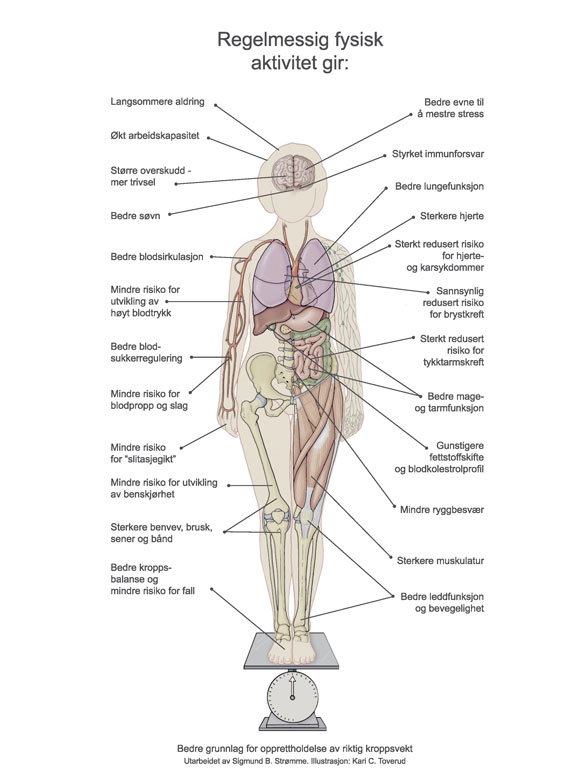 Regelmessig fysisk
aktivitet gir:
Langsommere aldring
Økt arbeidskapasitet
Større overskudd -
mer trivsel
Bedre søvn
Bedre blodsirkulasjon
Mindre risiko for
utvikling av
høyt blodtrykk
Bedre blod-
sukkerregulering
Mindre risiko for
blodpropp og slag
Mindre risiko
for "slitasjegikt"
Mindre risiko for utvikling
av benskjørhet
Sterkere benvev, brusk,
sener og bånd
Bedre kropps-
balanse og
mindre risiko for fall
Bedre evne til
å mestre stress
Styrket immunforsvar
Bedre lungefunksjon
Sterkere hjerte
Sterkt redusert risiko
for hjerte-
og karsykdommer
Sannsynlig
redusert risiko
for brystkreft
Sterkt redusert
risiko for
tykktarmskreft
Bedre mage-
og tarmfunksjon
Gunstigere
fettstoffskifte
og blodkolestrolprofil
Mindre ryggbesvær
Sterkere muskulatur
Bedre leddfunksjon
og bevegelighet
Bedre grunnlag for opprettholdelse av riktig kroppsvekt
Utarbeidet av Sigmund B. Strømme. Illustrasjon: Kari C. Toverud